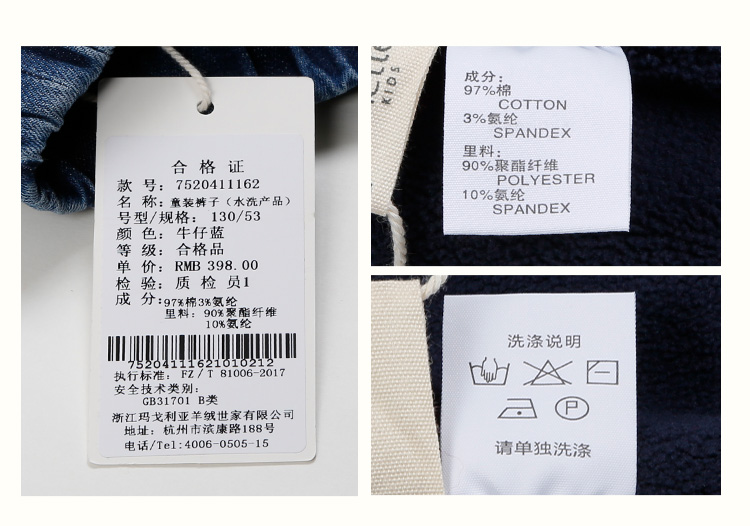 合格证
款 号: 7520411162
名 称: 童装裤子（水洗产品）
号型/规格: 130/53
颜 色: 牛仔蓝
等 级: 合格品
单 价: RMB 398.00
检 验: 质 检 员1
成 分:97%棉3%氨纶
里料: 90%聚酯纤维
10%氨纶
75204111621010212
执行标准: FZ/T 81006-2017
安全技术类别:
GB31701 B类
浙江玛戈利亚羊绒世家有限公司
地址: 杭州市滨康路188号
电话/Tel:4006-0505-15
KIDS
成分:
97%棉
COTTON
3%氨纶
SPANDEX
里料:
90%聚酯纤维
POLYESTER
10%氨纶
SPANDEX
洗涤说明
P
请单独洗涤